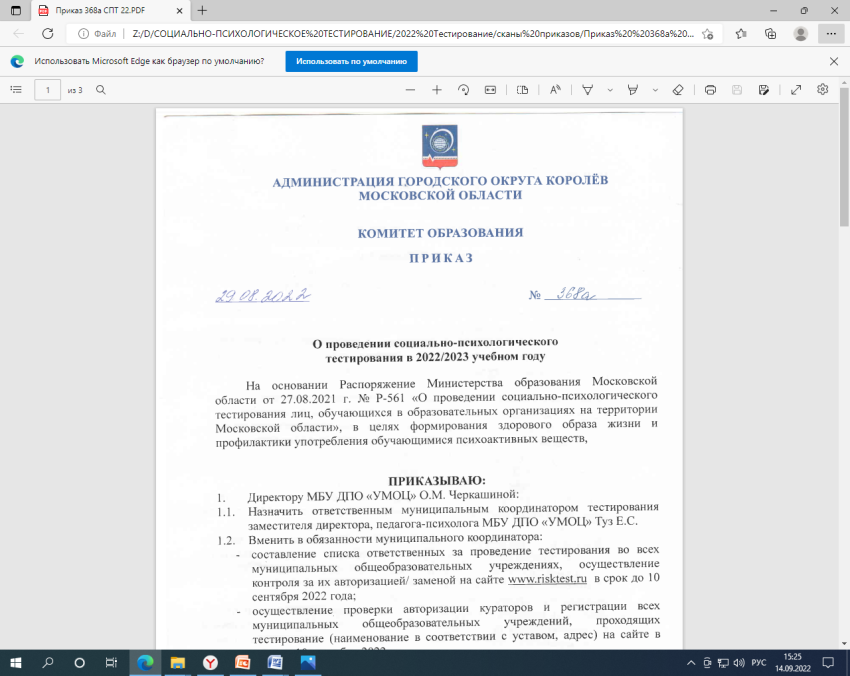 Приказ 368а СПТ 22.PDF
Файл
Z:/D/СОЦИАЛЬНО-ПСИХОЛОГИЧЕСКОЕ%20ТЕСТИРОВАНИЕ/2022%20Тестирование/сканы%20приказов/Приказ%20%20368а%20...
Использовать Microsoft Edge как браузер по умолчанию?
Использовать по умолчанию
1 из 3
АДМИНИСТРАЦИЯ ГОРОДСКОГО ОКРУГА КОРОЛЁВ
МОСКОВСКОЙ ОБЛАСТИ
КОМИТЕТ ОБРАЗОВАНИЯ
ПРИКАЗ
29.08.2022 № 368а
О проведении социально-психологического
тестирования в 2022/2023 учебном году
На основании Распоряжение Министерства образования Московской
области от 27.08.2021 г. № Р-561 «О проведении социально-психологического
тестирования лиц, обучающихся в образовательных организациях на территории
Московской области», в целях формирования здорового образа жизни и
профилактики употребления обучающимися психоактивных веществ,
ПРИКАЗЫВАЮ:
1. Директору МБУ ДПО «УМОЦ» О.М. Черкашиной:
1.1. Назначить ответственным муниципальным координатором тестирования
заместителя директора, педагога-психолога МБУ ДПО «УМОЦ» Туз Е.С.
1.2. Вменить в обязанности муниципального координатора:
- составление списка ответственных за проведение тестирования во всех
муниципальных общеобразовательных учреждениях, осуществление
контроля за их авторизацией/ заменой на сайте www.risktest.ru в срок до 10
сентября 2022 года;
- осуществление проверки авторизации кураторов и регистрации всех
муниципальных общеобразовательных учреждений, проходящих
тестирование (наименование в соответствии с уставом, адрес) на сайте в
РУС
15:25
14.09.2022